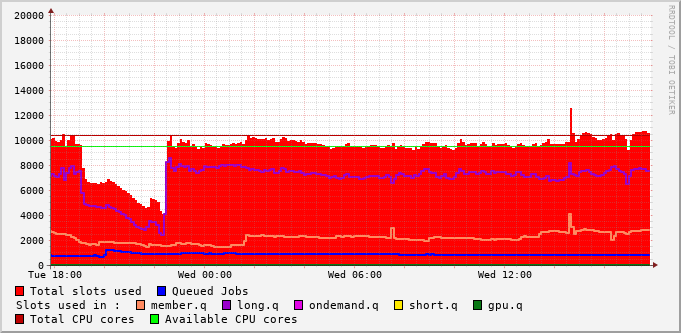 20000
18000
16000
14000
12000
10000
8000
6000
4000
2000
0
Tue 18:00 Wed 00:00 Wed 06:00 Wed 12:00
Total slots used Queued Jobs
Slots used in : member.q long.q ondemand.q short.q gpu.q
Total CPU cores Available CPU cores
RRDTOOL / TOBI OETIKER